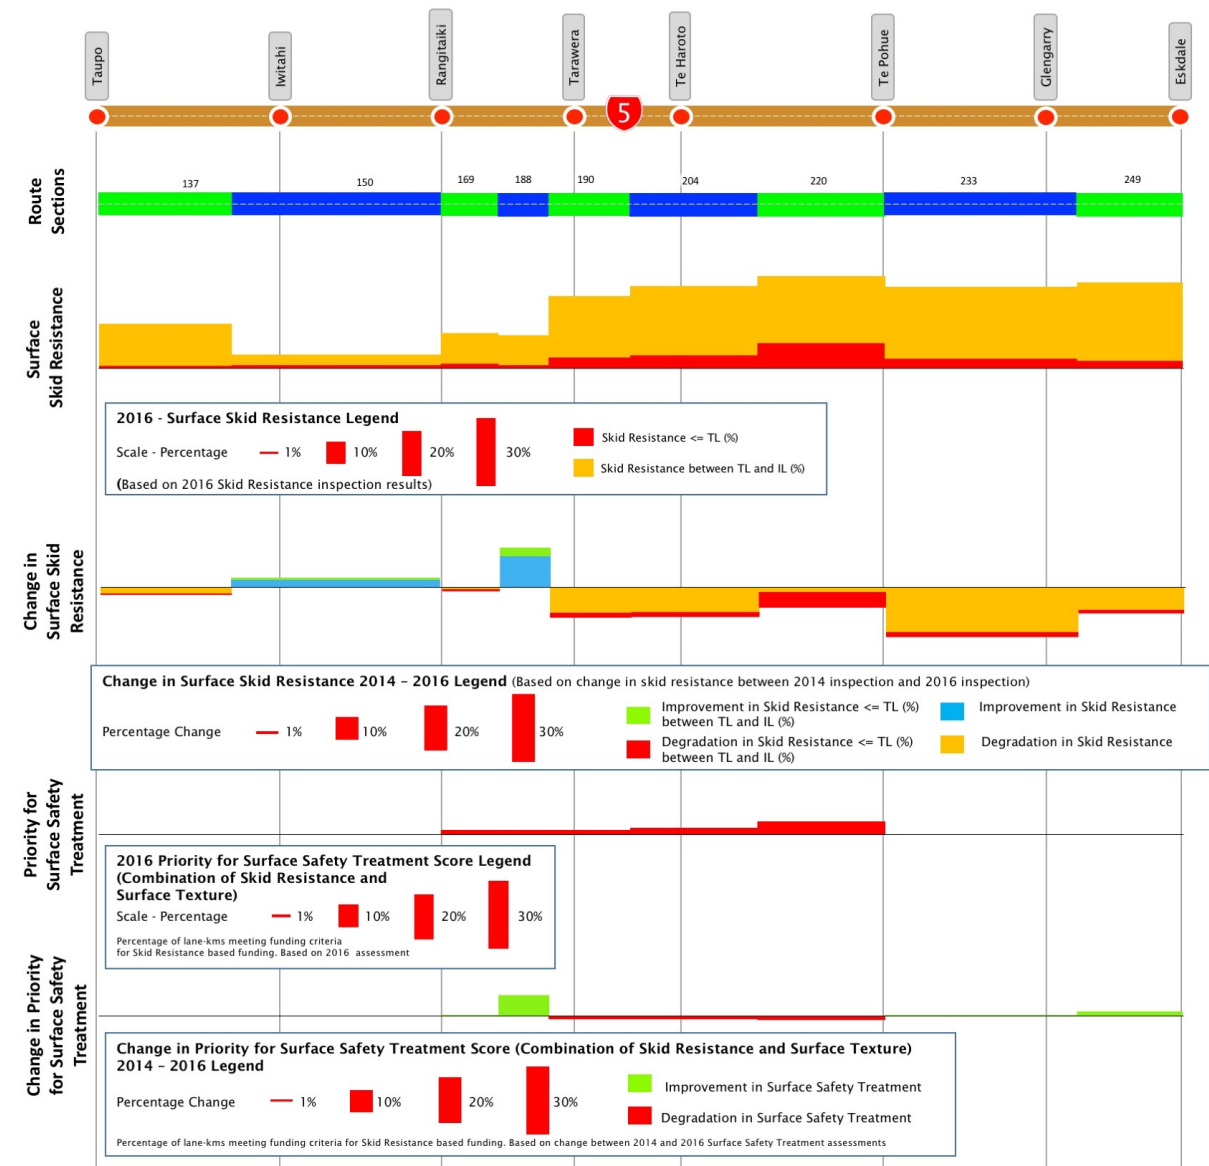 Taupo
Iwitahi
Rangitaiki
Tarawera
Te Haroto
Te Pohue
Glengarry
Eskdale
5
Route
Sections
137
150
169
188
190
204
220
233
249
Surface
Skid Resistance
2016 - Surface Skid Resistance Legend
Scale - Percentage
1%
10%
20%
30%
Skid Resistance <= TL (%)
Skid Resistance between TL and IL (%)
(Based on 2016 Skid Resistance inspection results)
Change in
Surface Skid
Resistance
Change in Surface Skid Resistance 2014 – 2016 Legend (Based on change in skid resistance between 2014 inspection and 2016 inspection)
Percentage Change
1%
10%
20%
30%
Improvement in Skid Resistance <= TL (%)
between TL and IL (%)
Improvement in Skid Resistance
Degradation in Skid Resistance <= TL (%)
between TL and IL (%)
Degradation in Skid Resistance
Priority for
Surface Safety
Treatment
2016 Priority for Surface Safety Treatment Score Legend
(Combination of Skid Resistance and
Surface Texture)
Scale - Percentage
1%
10%
20%
30%
Percentage of lane-kms meeting funding criteria
for Skid Resistance based funding. Based on 2016 assessment
Change in Priority
for Surface Safety
Treatment
Change in Priority for Surface Safety Treatment Score (Combination of Skid Resistance and Surface Texture)
2014 – 2016 Legend
Percentage Change
1%
10%
20%
30%
Improvement in Surface Safety Treatment
Degradation in Surface Safety Treatment
Percentage of lane-kms meeting funding criteria for Skid Resistance based funding. Based on change between 2014 and 2016 Surface Safety Treatment assessments